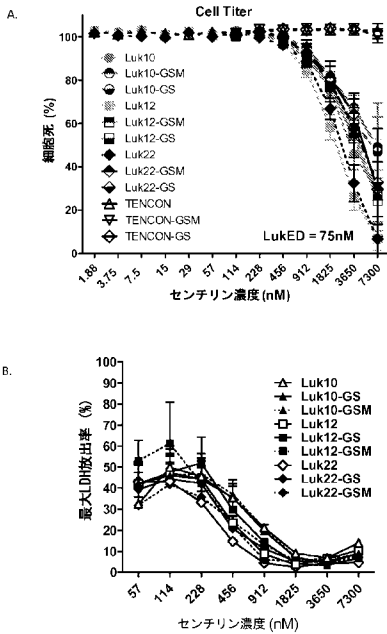 A.
Cell Titer
細胞死 (%)
100
80
60
40
20
0
Luk10
Luk10-GSM
Luk10-GS
Luk12
Luk12-GSM
Luk12-GS
Luk22
Luk22-GSM
Luk22-GS
TENCON
TENCON-GSM
TENCON-GS
LukED = 75nM
1.88 3.75 7.5 15 29 57 114 228 456 912 1825 3650 7300
センチリン濃度 (nM)
B.
最大LDH放出率 (%)
100
90
80
70
60
50
40
30
20
10
0
Luk10
Luk10-GS
Luk10-GSM
Luk12
Luk12-GS
Luk12-GSM
Luk22
Luk22-GS
Luk22-GSM
57 114 228 456 912 1825 3650 7300
センチリン濃度 (nM)